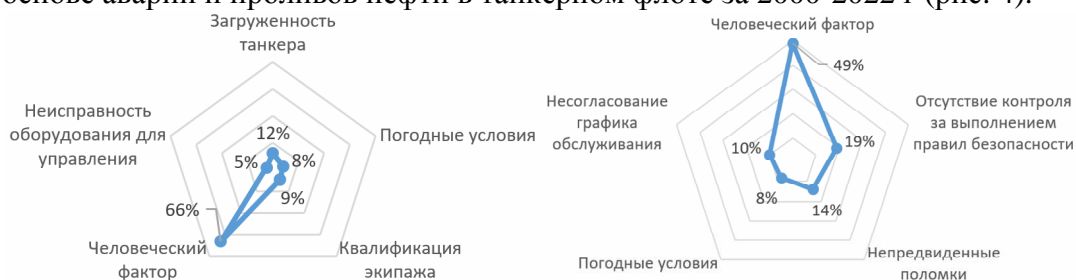 основе аварий и проливов нефти в танкерном флоте за 2000-2022 г (рис. 4).
Загруженность
танкера
Неисправность
оборудования для
управления
Погодные условия
12%
5%
8%
9%
66%
Человеческий
фактор
Квалификация
экипажа
Человеческий фактор
49%
Несогласование
графика
обслуживания
Отсутствие контроля
за выполнением
правил безопасности
10%
19%
8%
14%
Погодные условия
Непредвиденные
поломки